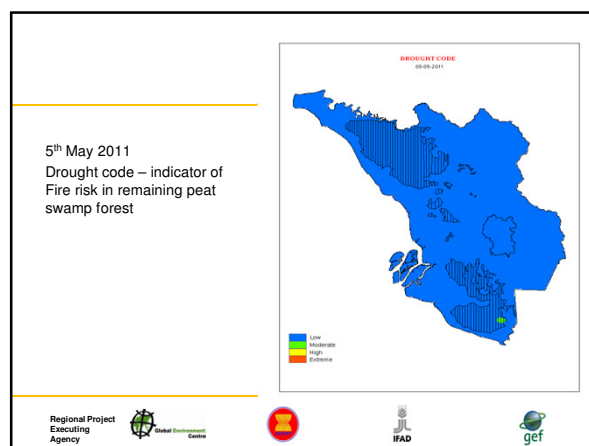 DROUGHT CODE
05-05-2011
5th May 2011
Drought code – indicator of
Fire risk in remaining peat
swamp forest
Low
Moderate
High
Extreme
Regional Project
Executing
Agency
Global Environment
Centre
IFAD
gef